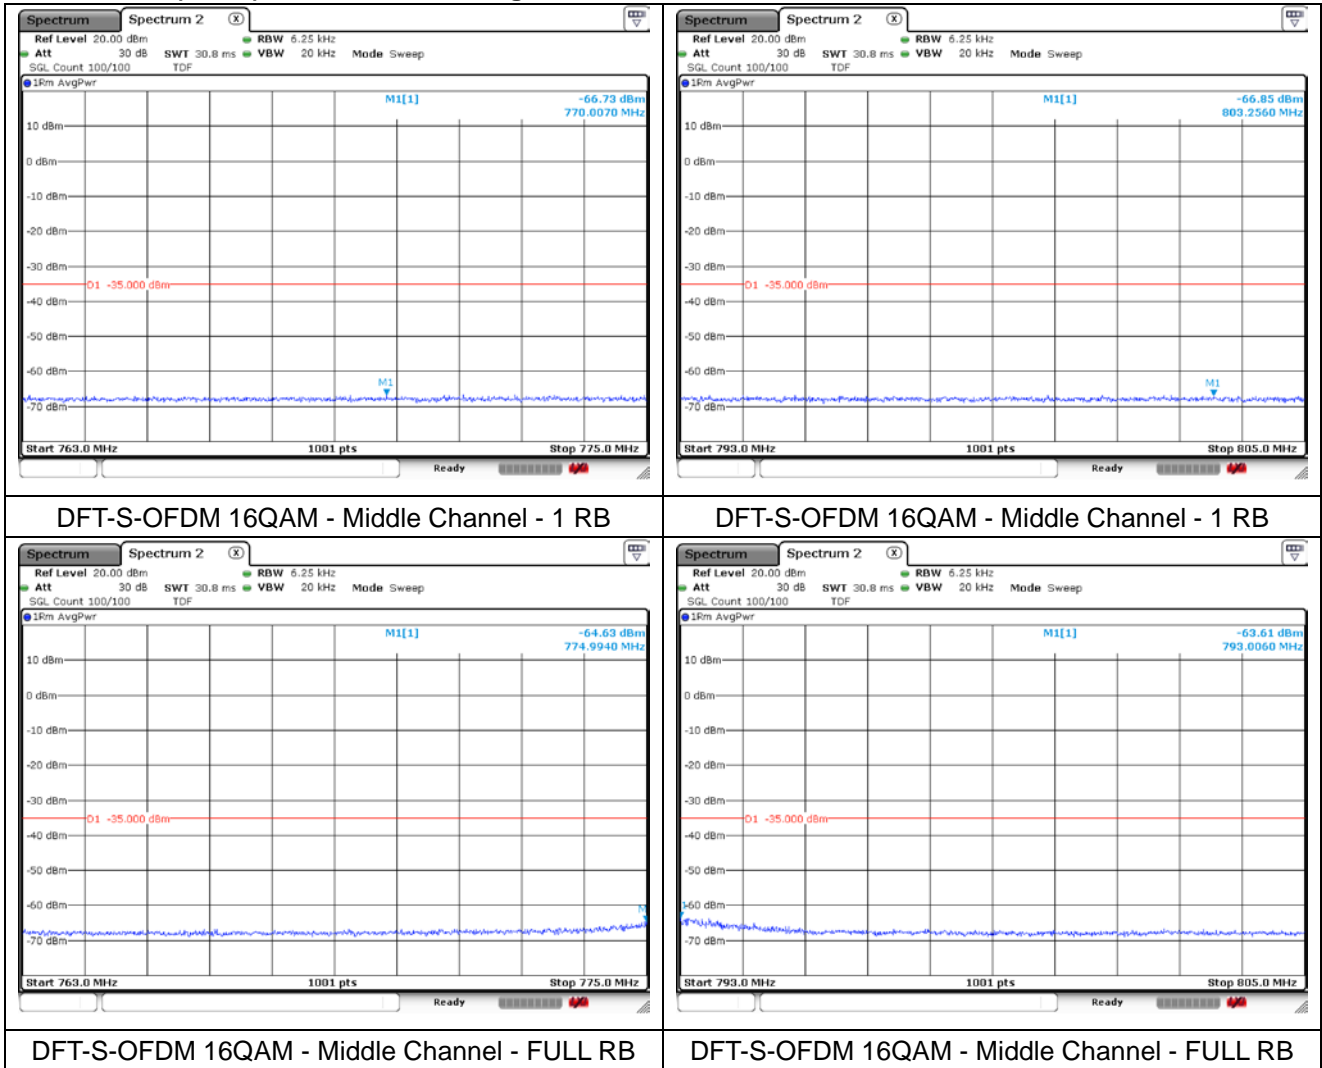 Spectrum Spectrum 2 X
Ref Level 20.00 dBm RBW 6.25 kHz
Att 30 dB SWT 30.8 ms VBW 20 kHz Mode Sweep
SGL Count 100/100 TDF
1Rm AvgPwr
M1[1] -66.73 dBm
770.0070 MHz
10 dBm
0 dBm
-10 dBm
-20 dBm
-30 dBm
D1 -35.000 dBm
-40 dBm
-50 dBm
-60 dBm
M1
-70 dBm
Start 763.0 MHz 1001 pts Stop 775.0 MHz
Ready
Spectrum Spectrum 2 X
Ref Level 20.00 dBm RBW 6.25 kHz
Att 30 dB SWT 30.8 ms VBW 20 kHz Mode Sweep
SGL Count 100/100 TDF
1Rm AvgPwr
M1[1] -66.85 dBm
803.2560 MHz
10 dBm
0 dBm
-10 dBm
-20 dBm
-30 dBm
D1 -35.000 dBm
-40 dBm
-50 dBm
-60 dBm
M1
-70 dBm
Start 793.0 MHz 1001 pts Stop 805.0 MHz
Ready
DFT-S-OFDM 16QAM - Middle Channel - 1 RB
DFT-S-OFDM 16QAM - Middle Channel - 1 RB
Spectrum Spectrum 2 X
Ref Level 20.00 dBm RBW 6.25 kHz
Att 30 dB SWT 30.8 ms VBW 20 kHz Mode Sweep
SGL Count 100/100 TDF
1Rm AvgPwr
M1[1] -64.63 dBm
774.9940 MHz
10 dBm
0 dBm
-10 dBm
-20 dBm
-30 dBm
D1 -35.000 dBm
-40 dBm
-50 dBm
-60 dBm
-70 dBm
Start 763.0 MHz 1001 pts Stop 775.0 MHz
Ready
Spectrum Spectrum 2 X
Ref Level 20.00 dBm RBW 6.25 kHz
Att 30 dB SWT 30.8 ms VBW 20 kHz Mode Sweep
SGL Count 100/100 TDF
1Rm AvgPwr
M1[1] -63.61 dBm
793.0060 MHz
10 dBm
0 dBm
-10 dBm
-20 dBm
-30 dBm
D1 -35.000 dBm
-40 dBm
-50 dBm
-60 dBm
-70 dBm
Start 793.0 MHz 1001 pts Stop 805.0 MHz
Ready
DFT-S-OFDM 16QAM - Middle Channel - FULL RB
DFT-S-OFDM 16QAM - Middle Channel - FULL RB